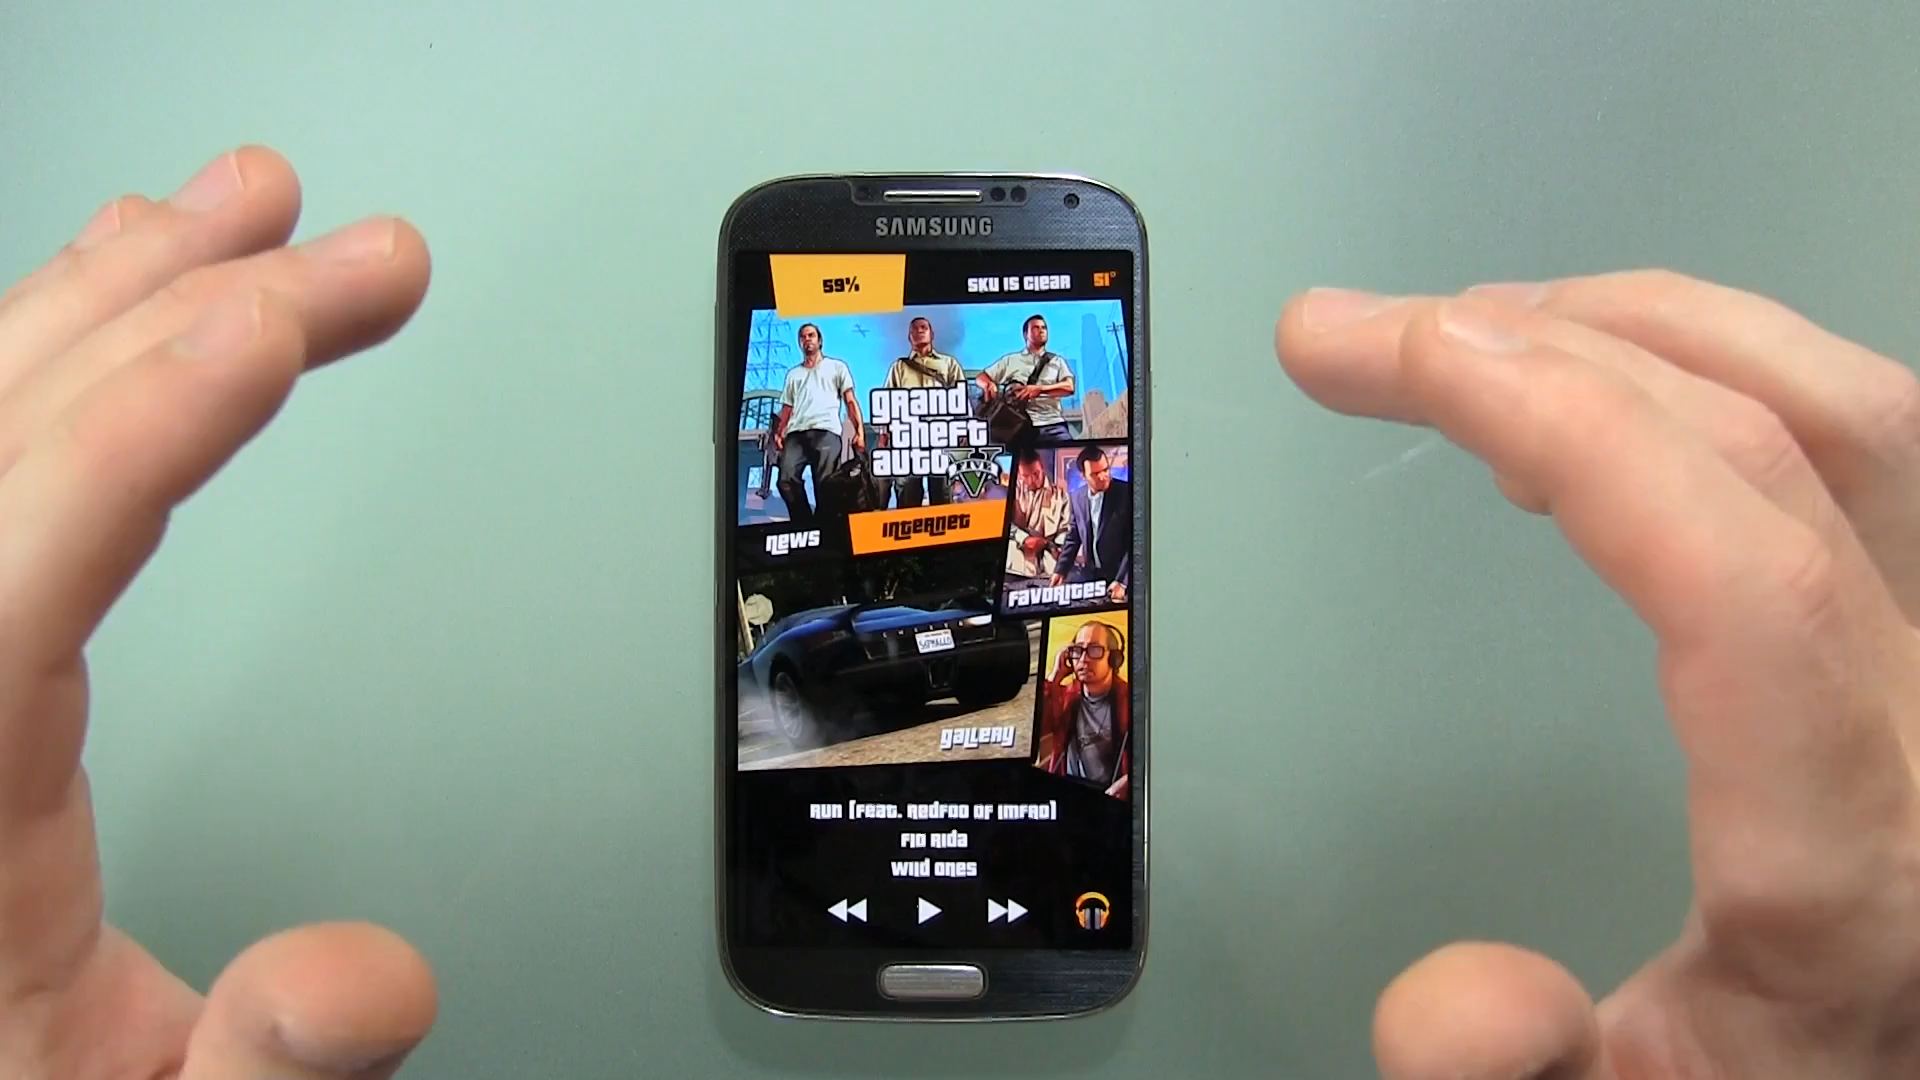 SAMSUNG
59%
SKY IS CLEAR 51°
grand
theft
auto
FIVE
NEWS
INTERNET
FAVORITES
GALLERY
RUN (FEAT. REDFOO OF LMFAO)
FLO RIDA
WILD ONES